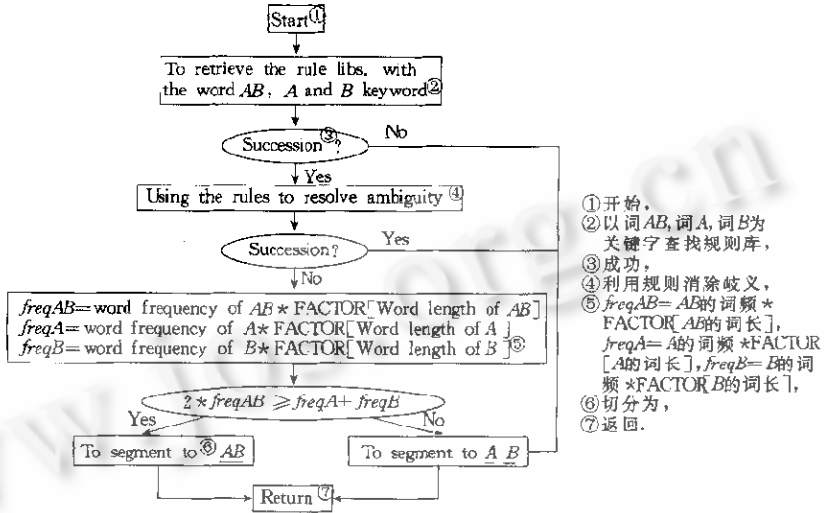 Start①
To retrieve the rule libs. with
the word AB, A and B keyword②
Succession③?
No
Yes
Using the rules to resolve ambiguity④
Succession?
Yes
No
freqAB=word frequency of AB*FACTOR[Word length of AB]
freqA=word frequency of A*FACTOR[Word length of A]
freqB=word frequency of B*FACTOR[Word length of B]⑤
2*freqAB⩾freqA+freqB
Yes
No
To segment to⑥ AB
To segment to A B
Return⑦
①开始,
②以词AB,词A,词B为
关键字查找规则库,
③成功,
④利用规则消除歧义,
⑤freqAB=AB的词频*
FACTOR[AB的词长],
freqA=A的词频*FACTOR
[A的词长],freqB=B的词
频*FACTOR[B的词长],
⑥切分为,
⑦返回.